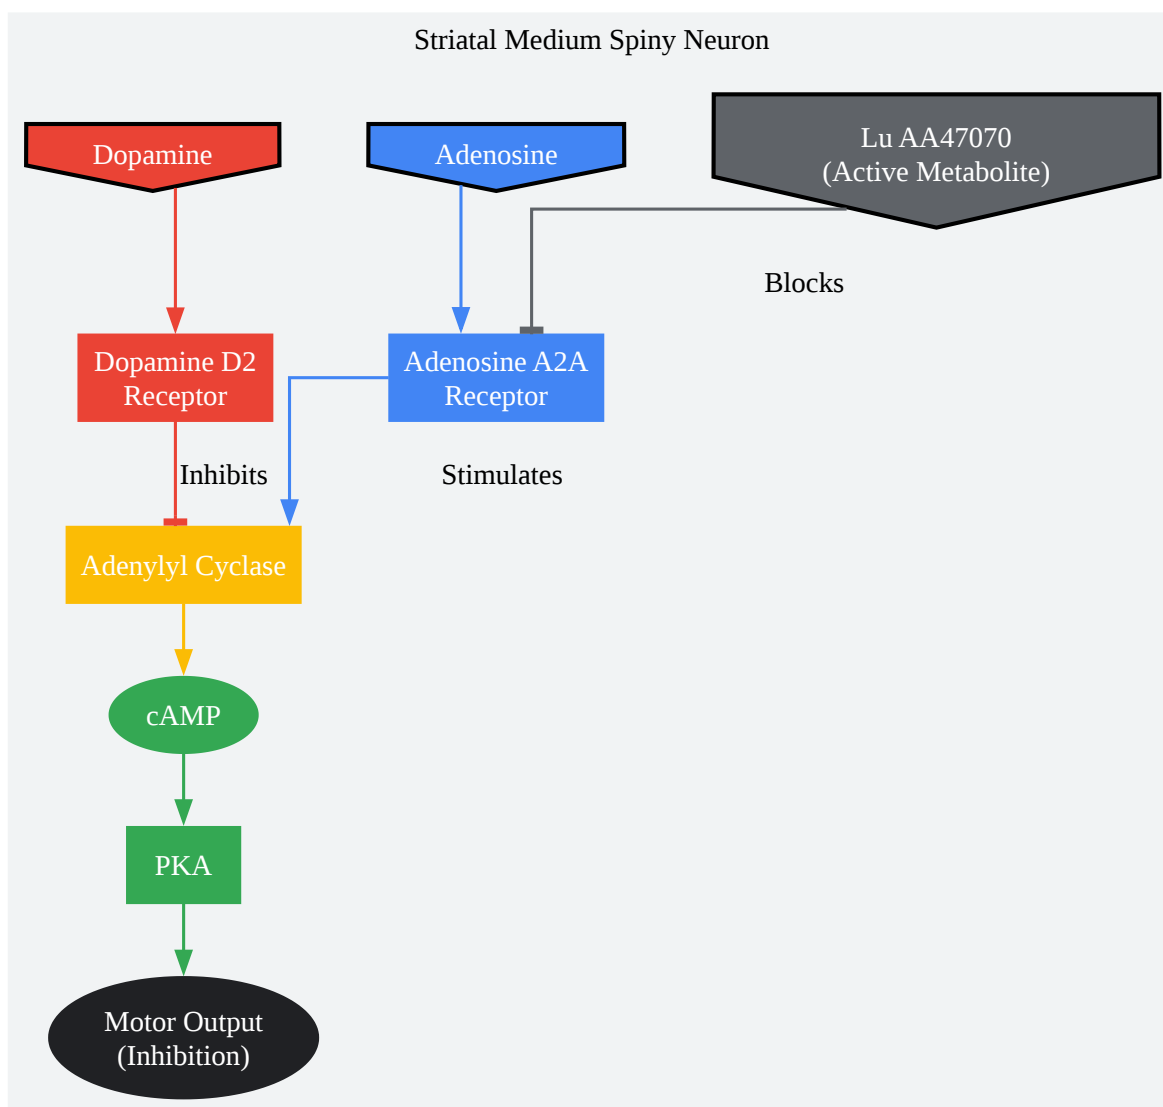 Striatal Medium Spiny Neuron
Dopamine
Adenosine
Lu AA47070
(Active Metabolite)
Blocks
Dopamine D2
Receptor
Adenosine A2A
Receptor
Inhibits
Stimulates
Adenylyl Cyclase
cAMP
PKA
Motor Output
(Inhibition)